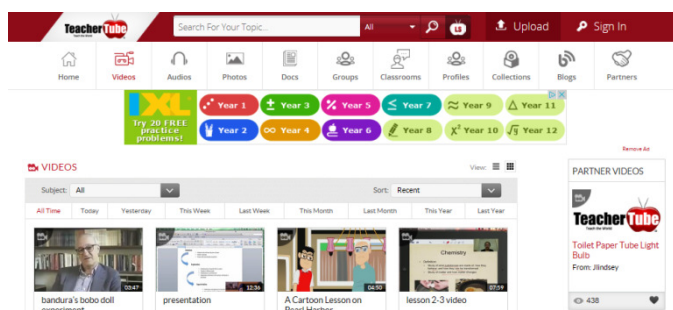 TeacherTube
Search For Your Topic...
All
Upload
Sign In
Home
Videos
Audios
Photos
Docs
Groups
Classrooms
Profiles
Collections
Blogs
Partners
IXL
Try 20 FREE
practice
problems!
Year 1
± Year 3
% Year 5
≤ Year 7
≈ Year 9
Year 11
Year 2
∞ Year 4
Year 6
Year 8
Year 10
Year 12
Remove Ad
VIDEOS
View:
PARTNER VIDEOS
Subject: All
Sort: Recent
All Time
Today
Yesterday
This Week
Last Week
This Month
Last Month
This Year
Last Year
TeacherTube
Toilet Paper Tube Light
Bulb
From: Jlindsey
438
03:47
12:36
04:50
Chemistry
07:59
bandura's bobo doll
experiment
presentation
A Cartoon Lesson on
Pearl Harbor
lesson 2-3 video